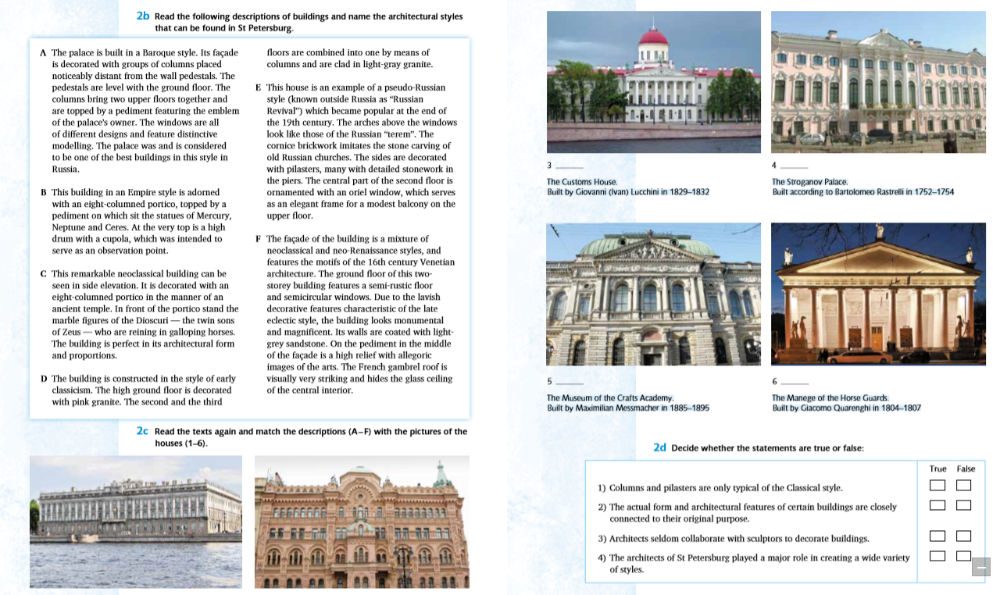 2b Read the following descriptions of buildings and name the architectural styles
that can be found in St Petersburg.
A The palace is built in a Baroque style. Its façade
is decorated with groups of columns placed
noticeably distant from the wall pedestals. The
pedestals are level with the ground floor. The
columns bring two upper floors together and
are topped by a pediment featuring the emblem
of the palace's owner. The windows are all
of different designs and feature distinctive
modelling. The palace was and is considered
to be one of the best buildings in this style in
Russia.
B This building in an Empire style is adorned
with an eight-columned portico, topped by a
pediment on which sit the statues of Mercury,
Neptune and Ceres. At the very top is a high
drum with a cupola, which was intended to
serve as an observation point.
C This remarkable neoclassical building can be
seen in side elevation. It is decorated with an
eight-columned portico in the manner of an
ancient temple. In front of the portico stand the
marble figures of the Dioscuri — the twin sons
of Zeus — who are reining in galloping horses.
The building is perfect in its architectural form
and proportions.
D The building is constructed in the style of early
classicism. The high ground floor is decorated
with pink granite. The second and the third
floors are combined into one by means of
columns and are clad in light-gray granite.
E This house is an example of a pseudo-Russian
style (known outside Russia as “Russian
Revival”) which became popular at the end of
the 19th century. The arches above the windows
look like those of the Russian “terem”. The
cornice brickwork imitates the stone carving of
old Russian churches. The sides are decorated
with pilasters, many with detailed stonework in
the piers. The central part of the second floor is
ornamented with an oriel window, which serves
as an elegant frame for a modest balcony on the
upper floor.
F The façade of the building is a mixture of
neoclassical and neo-Renaissance styles, and
features the motifs of the 16th century Venetian
architecture. The ground floor of this two-
storey building features a semi-rustic floor
and semicircular windows. Due to the lavish
decorative features characteristic of the late
eclectic style, the building looks monumental
and magnificent. Its walls are coated with light-
grey sandstone. On the pediment in the middle
of the façade is a high relief with allegoric
images of the arts. The French gambrel roof is
visually very striking and hides the glass ceiling
of the central interior.
2c Read the texts again and match the descriptions (A–F) with the pictures of the
houses (1–6).
3 ______
The Customs House.
Built by Giovanni (Ivan) Lucchini in 1829–1832
4 ______
The Stroganov Palace.
Built according to Bartolomeo Rastrelli in 1752–1754
5 ______
The Museum of the Crafts Academy.
Built by Maximilian Messmacher in 1885–1895
6 ______
The Manege of the Horse Guards.
Built by Giacomo Quarenghi in 1804–1807
2d Decide whether the statements are true or false:
True False
1) Columns and pilasters are only typical of the Classical style.
2) The actual form and architectural features of certain buildings are closely
connected to their original purpose.
3) Architects seldom collaborate with sculptors to decorate buildings.
4) The architects of St Petersburg played a major role in creating a wide variety
of styles.